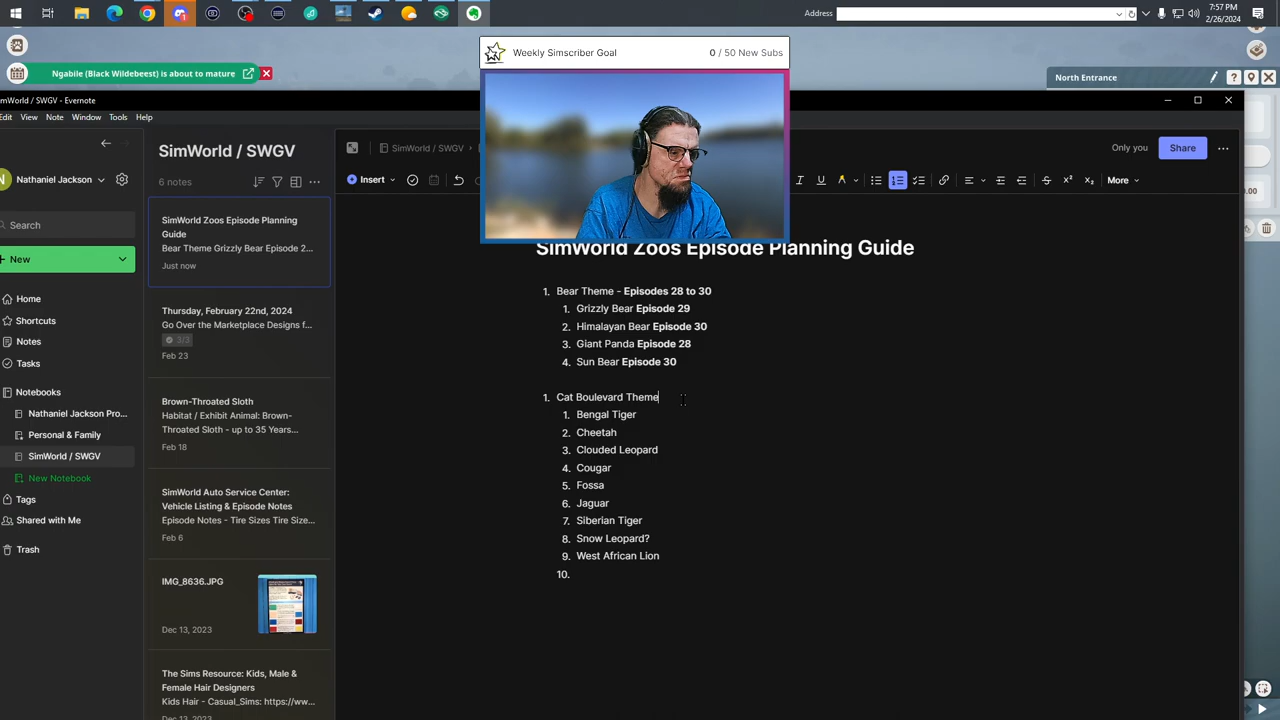 Address
7:57 PM
2/26/2024
Weekly Simscriber Goal
0 / 50 New Subs
Ngabile (Black Wildebeest) is about to mature
North Entrance
SimWorld / SWGV - Evernote
Edit View Note Window Tools Help
Nathaniel Jackson
Search
New
Home
Shortcuts
Notes
Tasks
Notebooks
Nathaniel Jackson Pro...
Personal & Family
SimWorld / SWGV
New Notebook
Tags
Shared with Me
Trash
SimWorld / SWGV
6 notes
SimWorld Zoos Episode Planning
Guide
Bear Theme Grizzly Bear Episode 2...
Just now
Thursday, February 22nd, 2024
Go Over the Marketplace Designs f...
3/3
Feb 23
Brown-Throated Sloth
Habitat / Exhibit Animal: Brown-
Throated Sloth - up to 35 Years...
Feb 18
SimWorld Auto Service Center:
Vehicle Listing & Episode Notes
Episode Notes - Tire Sizes Tire Size...
Feb 6
IMG_8636.JPG
Dec 13, 2023
The Sims Resource: Kids, Male &
Female Hair Designers
Kids Hair - Casual_Sims: https://ww...
Dec 13, 2023
SimWorld / SWGV
Only you
Share
Insert
More
SimWorld Zoos Episode Planning Guide
1. Bear Theme - Episodes 28 to 30
1. Grizzly Bear Episode 29
2. Himalayan Bear Episode 30
3. Giant Panda Episode 28
4. Sun Bear Episode 30
1. Cat Boulevard Theme
1. Bengal Tiger
2. Cheetah
3. Clouded Leopard
4. Cougar
5. Fossa
6. Jaguar
7. Siberian Tiger
8. Snow Leopard?
9. West African Lion
10.